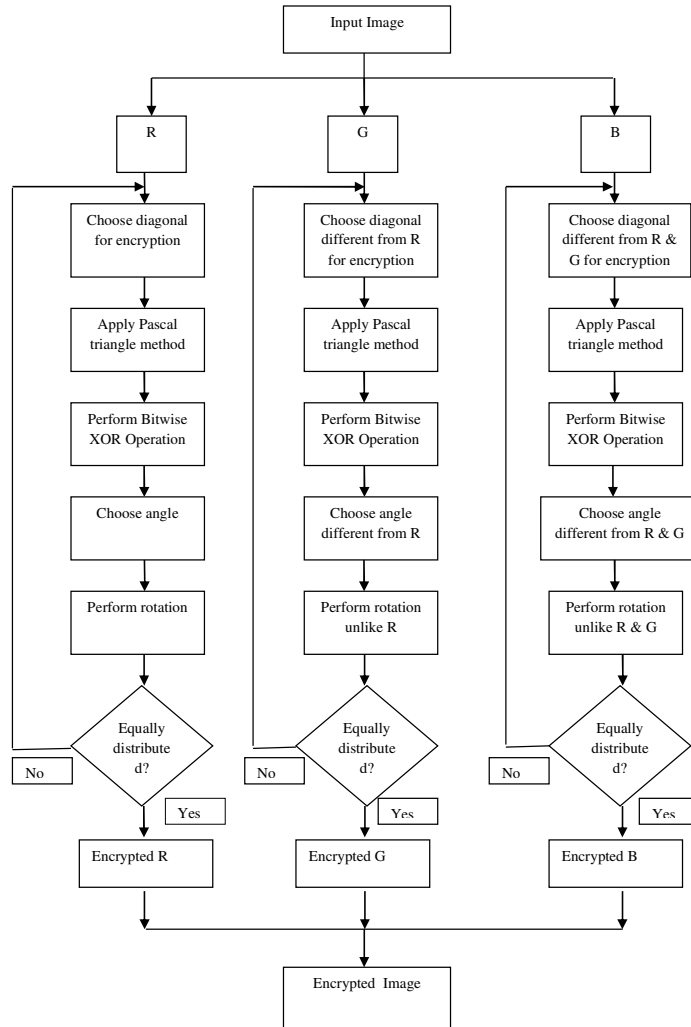 Input Image
R
G
B
Choose diagonal
for encryption
Choose diagonal
different from R
for encryption
Choose diagonal
different from R &
G for encryption
Apply Pascal
triangle method
Apply Pascal
triangle method
Apply Pascal
triangle method
Perform Bitwise
XOR Operation
Perform Bitwise
XOR Operation
Perform Bitwise
XOR Operation
Choose angle
Choose angle
different from R
Choose angle
different from R & G
Perform rotation
Perform rotation
unlike R
Perform rotation
unlike R & G
Equally
distribute
d?
Equally
distribute
d?
Equally
distribute
d?
No
No
No
Yes
Yes
Yes
Encrypted R
Encrypted G
Encrypted B
Encrypted Image